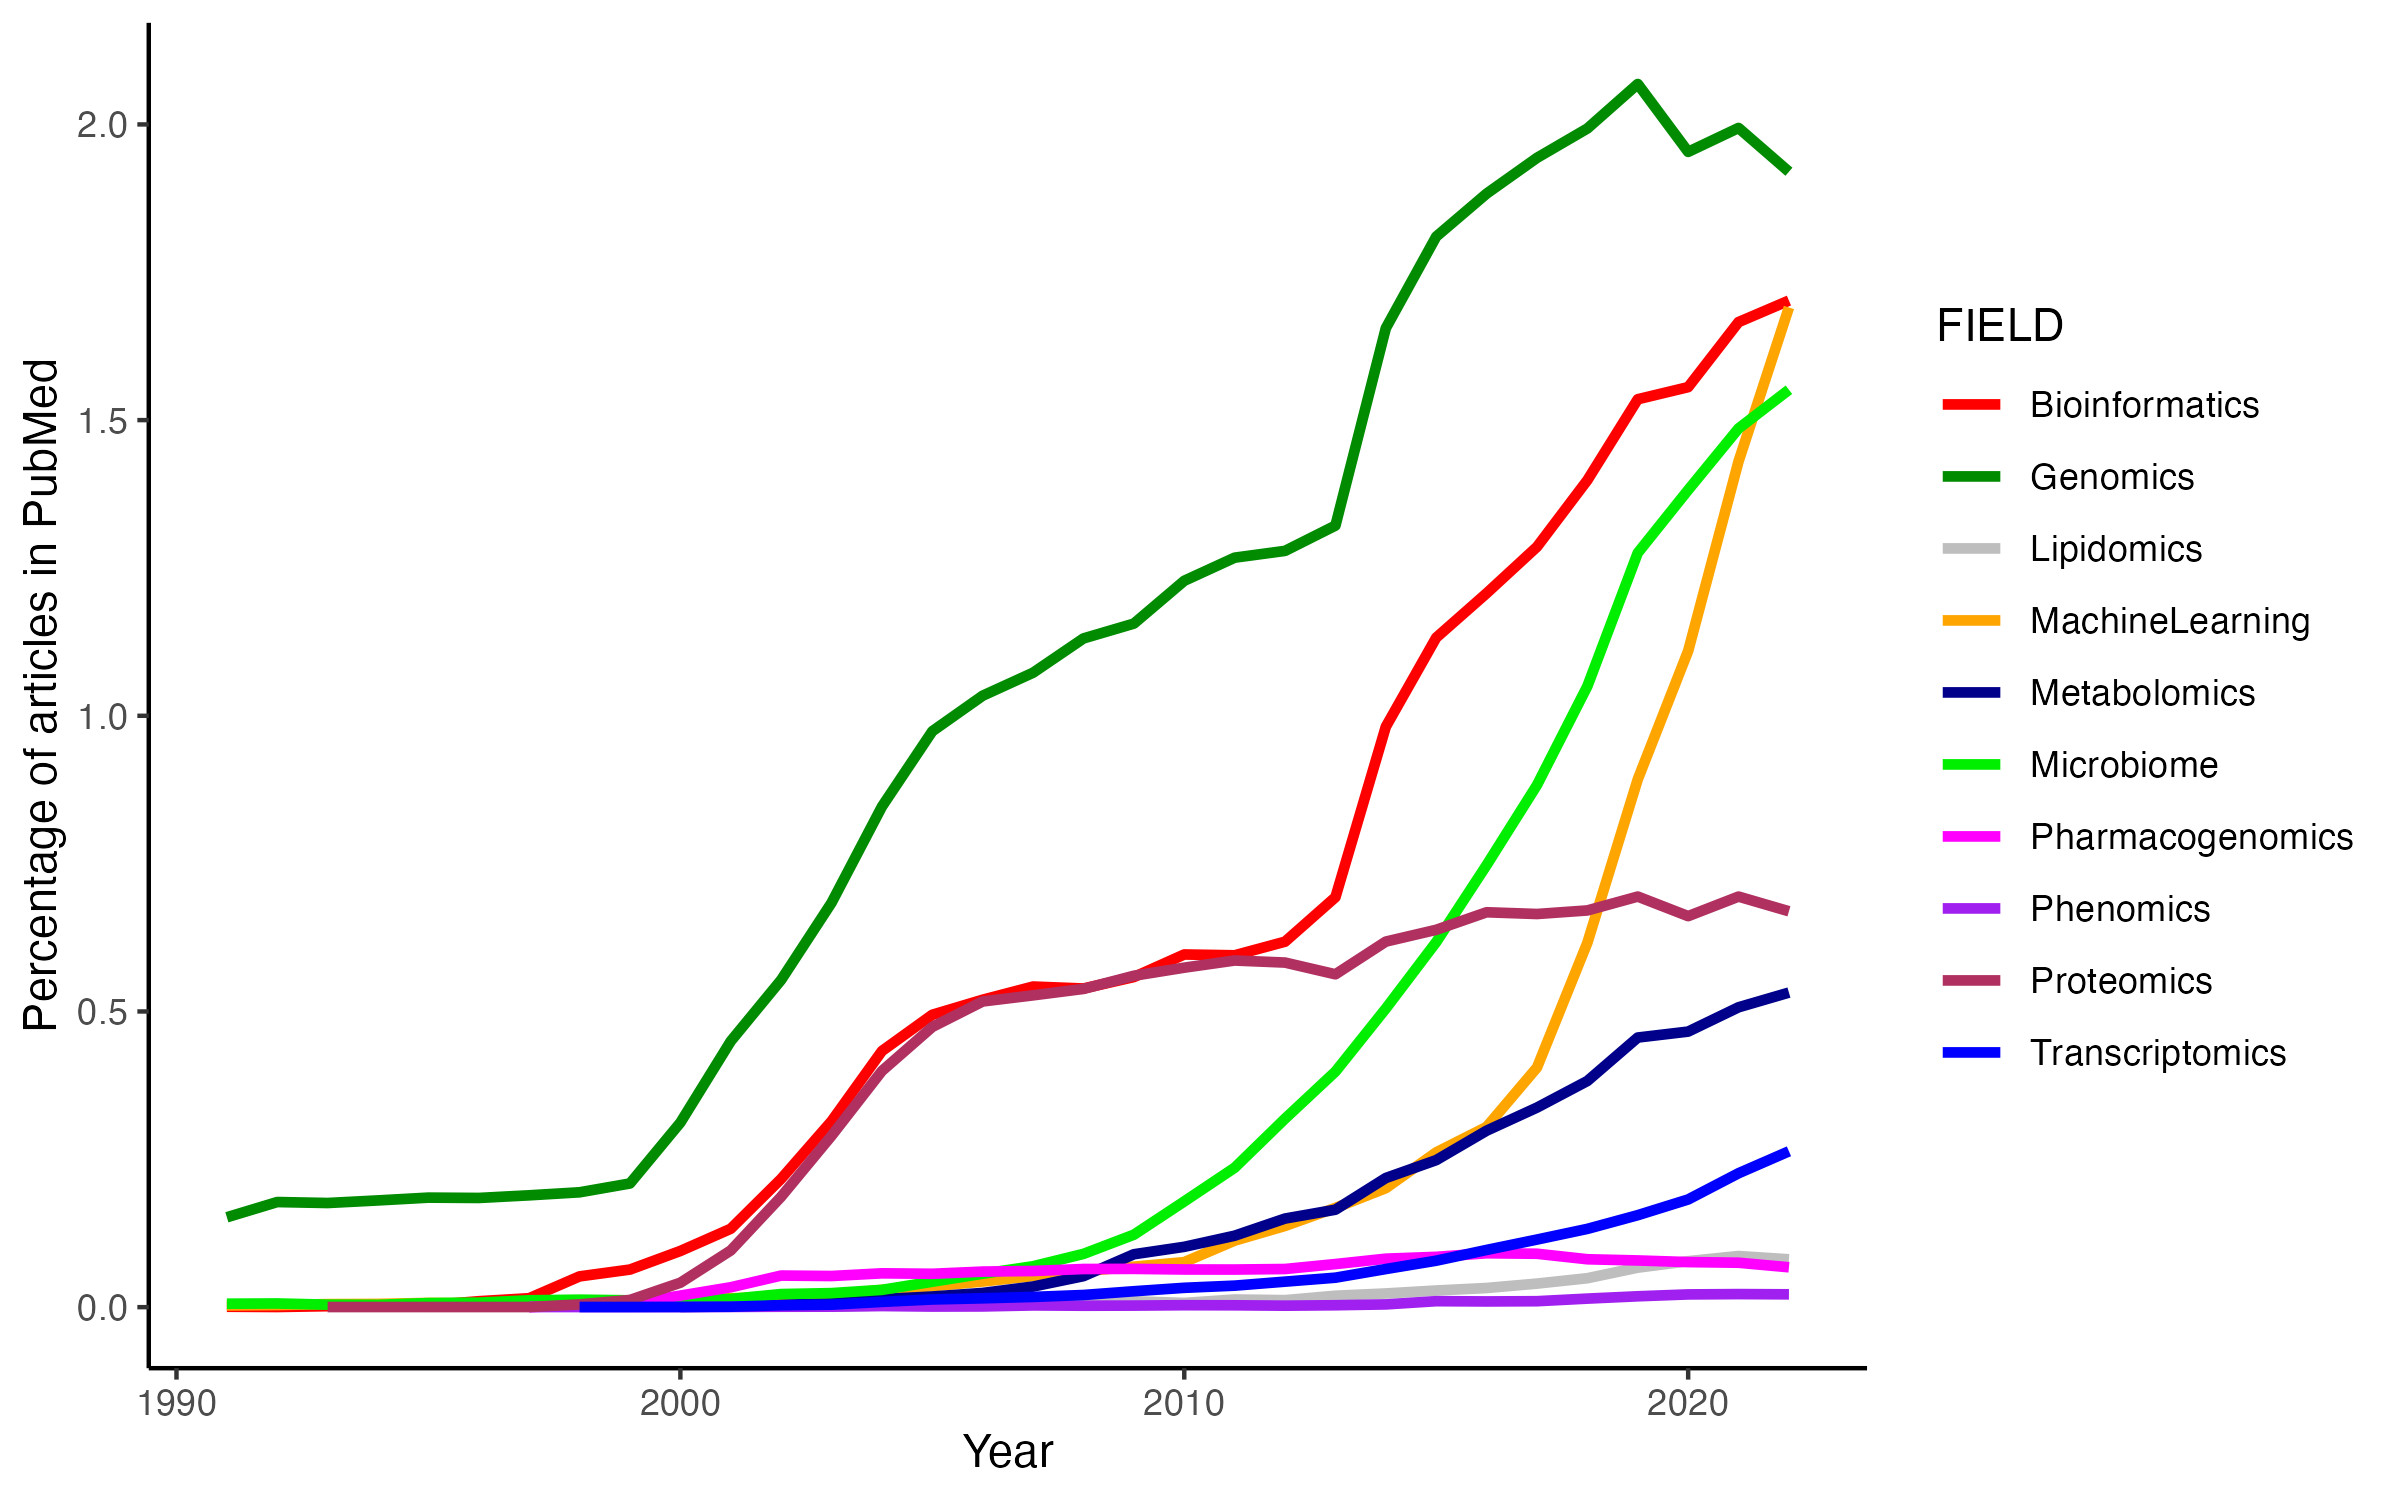 Percentage of articles in PubMed
2.0
1.5
1.0
0.5
0.0
1990 2000 2010 2020
Year
FIELD
Bioinformatics
Genomics
Lipidomics
MachineLearning
Metabolomics
Microbiome
Pharmacogenomics
Phenomics
Proteomics
Transcriptomics